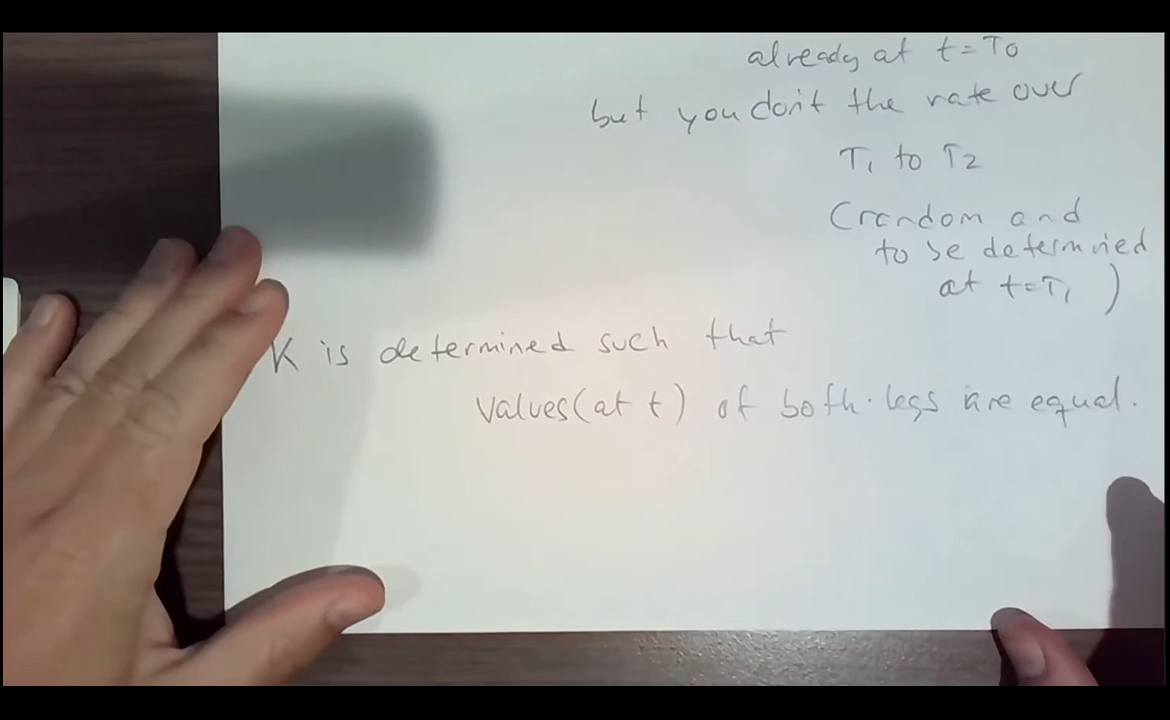 already at t=T0
but you don't the rate over
T1 to T2
(random and
to be determined
at t=T1 )
K is determined such that
values(at t) of both legs are equal.